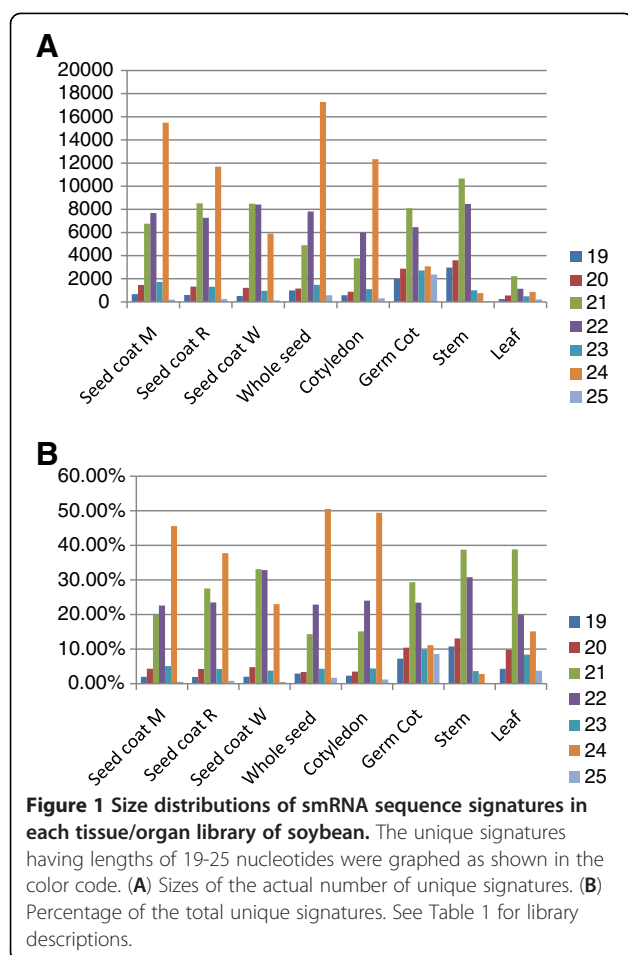 A
20000
18000
16000
14000
12000
10000
8000
6000
4000
2000
0
Seed coat M
Seed coat R
Seed coat W
Whole seed
Cotyledon
Germ Cot
Stem
Leaf
19
20
21
22
23
24
25
B
60.00%
50.00%
40.00%
30.00%
20.00%
10.00%
0.00%
Seed coat M
Seed coat R
Seed coat W
Whole seed
Cotyledon
Germ Cot
Stem
Leaf
19
20
21
22
23
24
25
Figure 1 Size distributions of smRNA sequence signatures in
each tissue/organ library of soybean. The unique signatures
having lengths of 19-25 nucleotides were graphed as shown in the
color code. (A) Sizes of the actual number of unique signatures. (B)
Percentage of the total unique signatures. See Table 1 for library
descriptions.